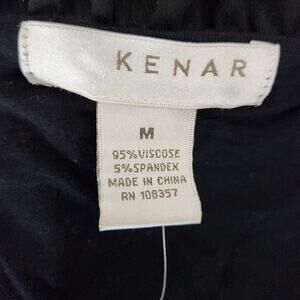 KENAR
M
95%VISCOSE
5%SPANDEX
MADE IN CHINA
RN 108357